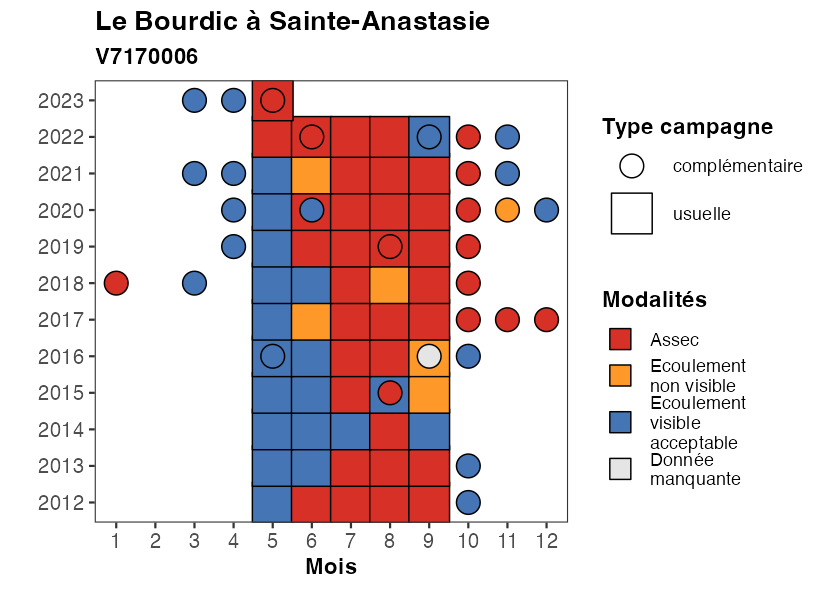 Le Bourdic à Sainte-Anastasie
V7170006
2023
2022
2021
2020
2019
2018
2017
2016
2015
2014
2013
2012
1 2 3 4 5 6 7 8 9 10 11 12
Mois
Type campagne
complémentaire
usuelle
Modalités
Assec
Ecoulement
non visible
Ecoulement
visible
acceptable
Donnée
manquante